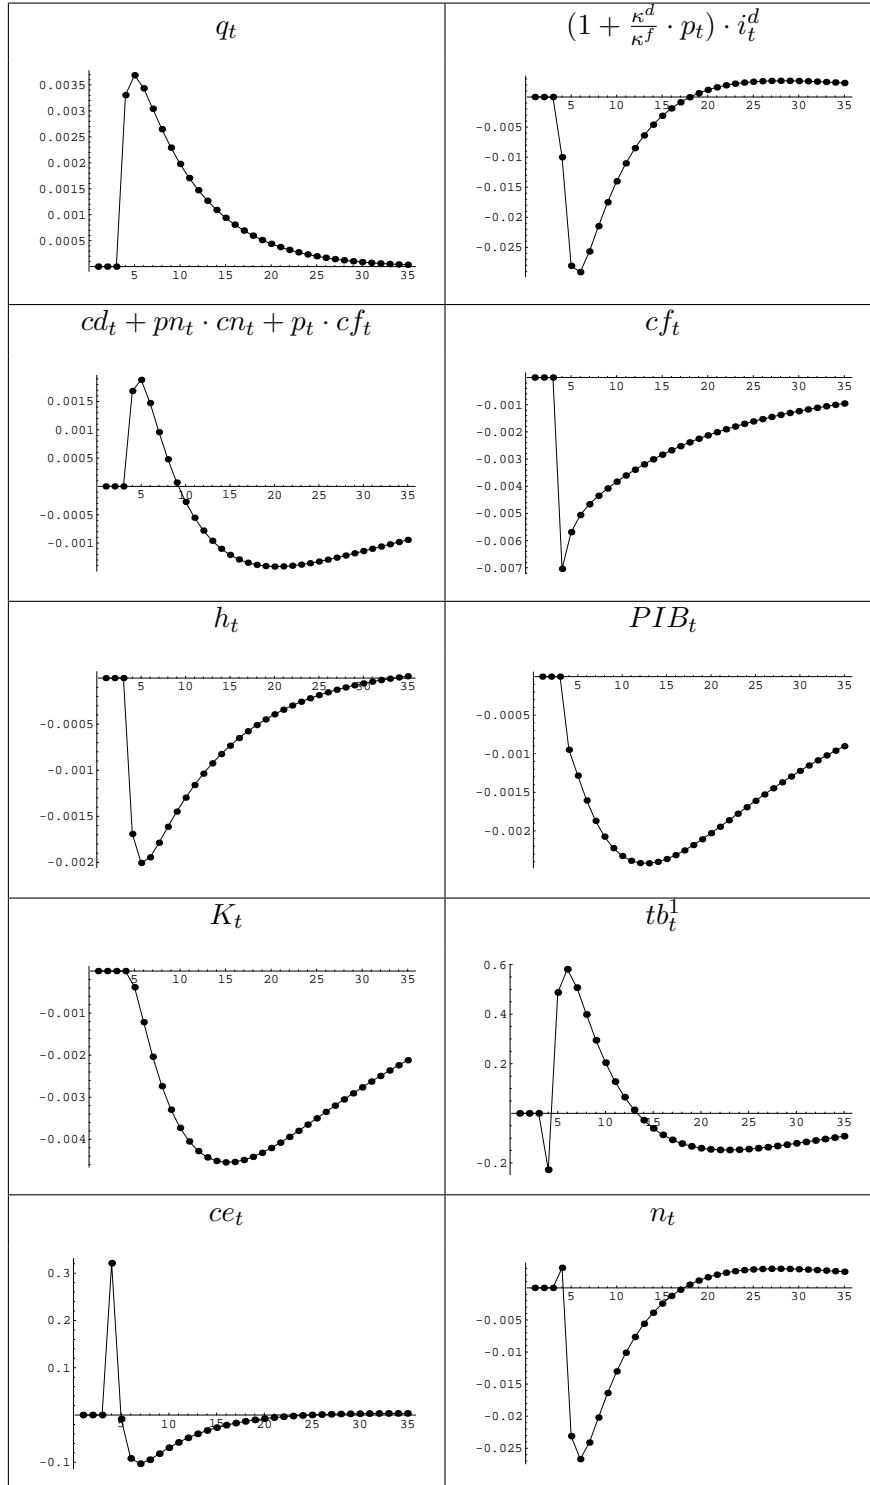 q_t
(1 + κ^d/κ^f · p_t) · i_t^d
0.0035
0.003
0.0025
0.002
0.0015
0.001
0.0005
5 10 15 20 25 30 35
5 10 15 20 25 30 35
-0.005
-0.01
-0.015
-0.02
-0.025
cd_t + pn_t · cn_t + p_t · cf_t
cf_t
0.0015
0.001
0.0005
5 10 15 20 25 30 35
-0.0005
-0.001
5 10 15 20 25 30 35
-0.001
-0.002
-0.003
-0.004
-0.005
-0.006
-0.007
h_t
PIB_t
5 10 15 20 25 30 35
-0.0005
-0.001
-0.0015
-0.002
5 10 15 20 25 30 35
-0.0005
-0.001
-0.0015
-0.002
K_t
tb_t^1
5 10 15 20 25 30 35
-0.001
-0.002
-0.003
-0.004
0.6
0.4
0.2
5 10 15 20 25 30 35
-0.2
ce_t
n_t
0.3
0.2
0.1
5 10 15 20 25 30 35
-0.1
5 10 15 20 25 30 35
-0.005
-0.01
-0.015
-0.02
-0.025